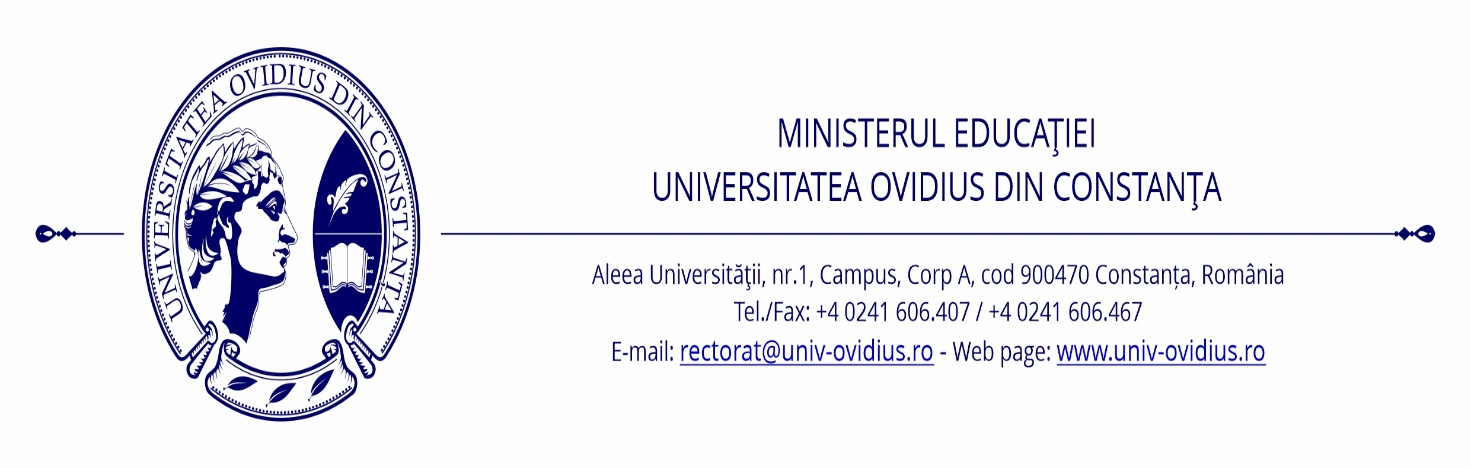 UNIVERSITATEA OVIDIUS DIN CONSTANȚA
MINISTERUL EDUCAŢIEI
UNIVERSITATEA OVIDIUS DIN CONSTANŢA
Aleea Universităţii, nr.1, Campus, Corp A, cod 900470 Constanța, România
Tel./Fax: +4 0241 606.407 / +4 0241 606.467
E-mail: rectorat@univ-ovidius.ro - Web page: www.univ-ovidius.ro